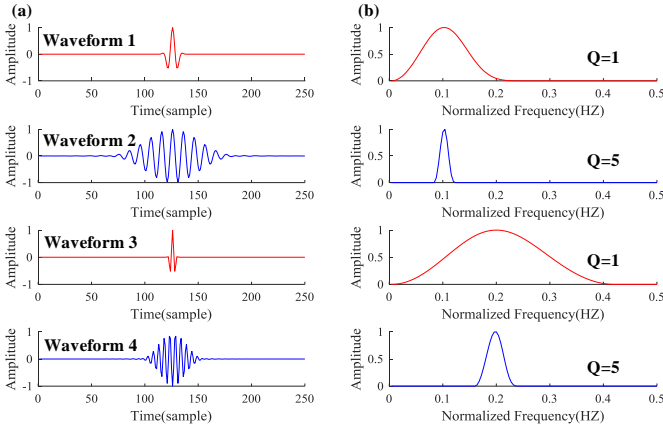 (a)
(b)
Amplitude
1
0
-1
Waveform 1
0 50 100 150 200 250
Time(sample)
Amplitude
1
0.5
0
Q=1
0 0.1 0.2 0.3 0.4 0.5
Normalized Frequency(HZ)
Amplitude
1
0
-1
Waveform 2
0 50 100 150 200 250
Time(sample)
Amplitude
1
0.5
0
Q=5
0 0.1 0.2 0.3 0.4 0.5
Normalized Frequency(HZ)
Amplitude
1
0
-1
Waveform 3
0 50 100 150 200 250
Time(sample)
Amplitude
1
0.5
0
Q=1
0 0.1 0.2 0.3 0.4 0.5
Normalized Frequency(HZ)
Amplitude
1
0
-1
Waveform 4
0 50 100 150 200 250
Time(sample)
Amplitude
1
0.5
0
Q=5
0 0.1 0.2 0.3 0.4 0.5
Normalized Frequency(HZ)